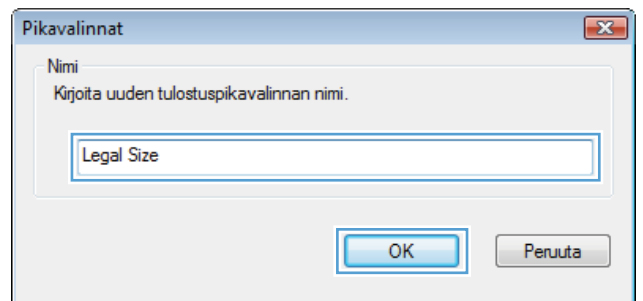 Pikavalinnat
Nimi
Kirjoita uuden tulostuspikavalinnan nimi.
Legal Size
OK
Peruuta